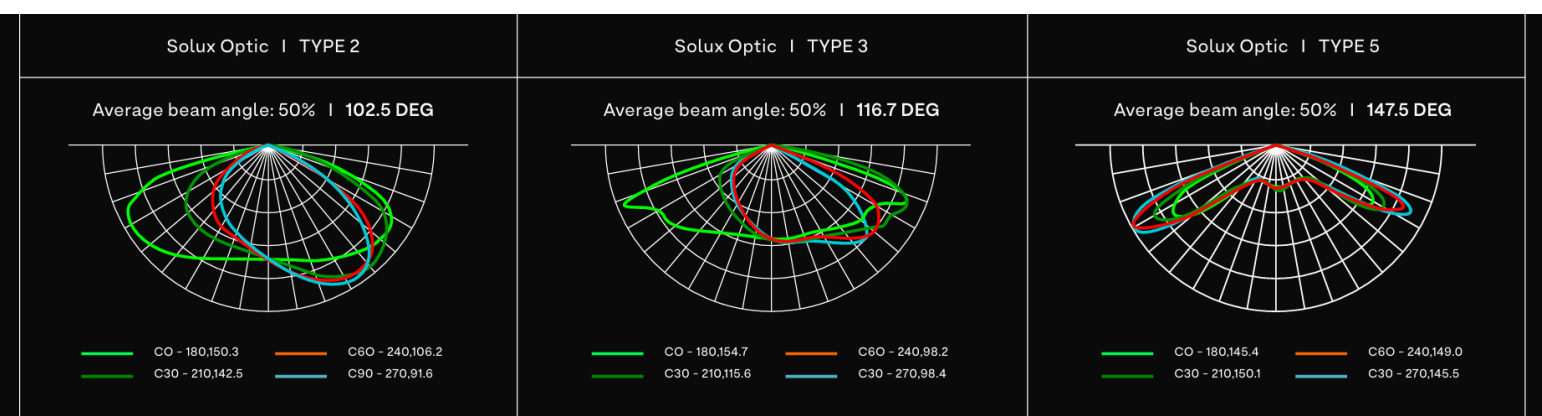 Solux Optic | TYPE 2
Average beam angle: 50% | 102.5 DEG
CO - 180,150.3
C6O - 240,106.2
C30 - 210,142.5
C90 - 270,91.6
Solux Optic | TYPE 3
Average beam angle: 50% | 116.7 DEG
CO - 180,154.7
C6O - 240,98.2
C30 - 210,115.6
C30 - 270,98.4
Solux Optic | TYPE 5
Average beam angle: 50% | 147.5 DEG
CO - 180,145.4
C6O - 240,149.0
C30 - 210,150.1
C30 - 270,145.5